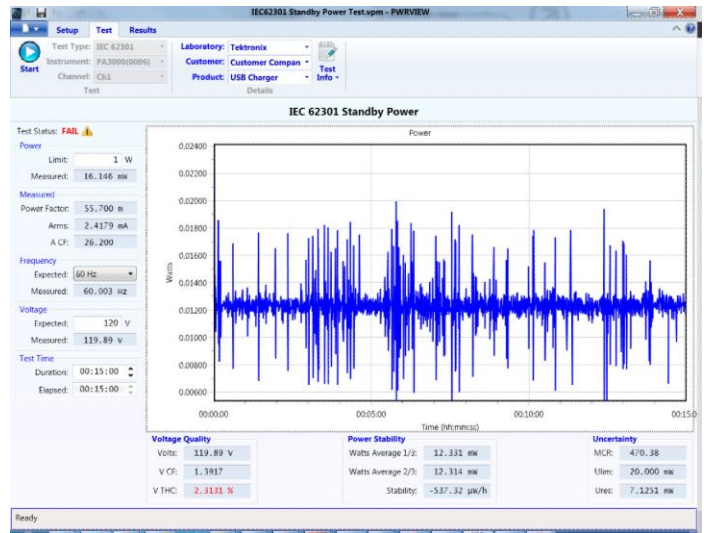 IEC62301 Standby Power Test.vpm - PWRVIEW
Setup Test Results
Start
Test Type: IEC 62301
Instrument: PA3000(0006)
Channel: Ch1
Test
Laboratory: Tektronix
Customer: Customer Compan
Product: USB Charger
Test
Info
Details
IEC 62301 Standby Power
Test Status: FAIL
Power
Limit: 1 W
Measured: 16.146 mW
Measured
Power Factor: 55.700 m
Arms: 2.4179 mA
A CF: 26.200
Frequency
Expected: 60 Hz
Measured: 60.003 Hz
Voltage
Expected: 120 V
Measured: 119.89 V
Test Time
Duration: 00:15:00
Elapsed: 00:15:00
Power
0.02400
0.02200
0.02000
0.01800
0.01600
0.01400
0.01200
0.01000
0.00800
0.00600
Watts
00:00:00 00:05:00 00:10:00 00:15:0
Time (hh:mm:ss)
Voltage Quality
Volts: 119.89 V
V CF: 1.3917
V THC: 2.3131 %
Power Stability
Watts Average 1/3: 12.331 mW
Watts Average 2/3: 12.314 mW
Stability: -537.32 µW/h
Uncertainty
MCR: 470.38
Ulim: 20.000 mW
Ures: 7.1251 mW
Ready